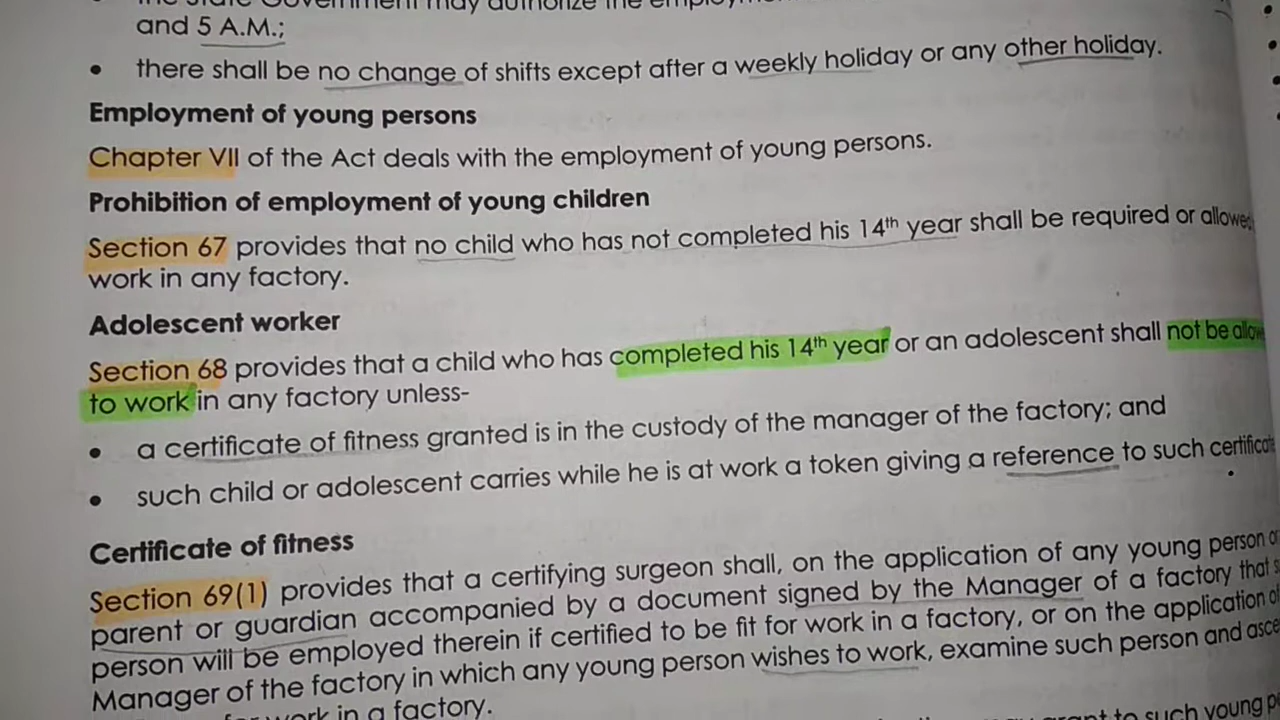 the State Government may authorize the
and 5 A.M.;
• there shall be no change of shifts except after a weekly holiday or any other holiday.
Employment of young persons
Chapter VII of the Act deals with the employment of young persons.
Prohibition of employment of young children
Section 67 provides that no child who has not completed his 14th year shall be required or allowed
work in any factory.
Adolescent worker
Section 68 provides that a child who has completed his 14th year or an adolescent shall not be
to work in any factory unless-
• a certificate of fitness granted is in the custody of the manager of the factory; and
• such child or adolescent carries while he is at work a token giving a reference to such
Certificate of fitness
Section 69(1) provides that a certifying surgeon shall, on the application of any young person
parent or guardian accompanied by a document signed by the Manager of a factory that
person will be employed therein if certified to be fit for work in a factory, or on the application
Manager of the factory in which any young person wishes to work, examine such person and
work in a factory.
to such young